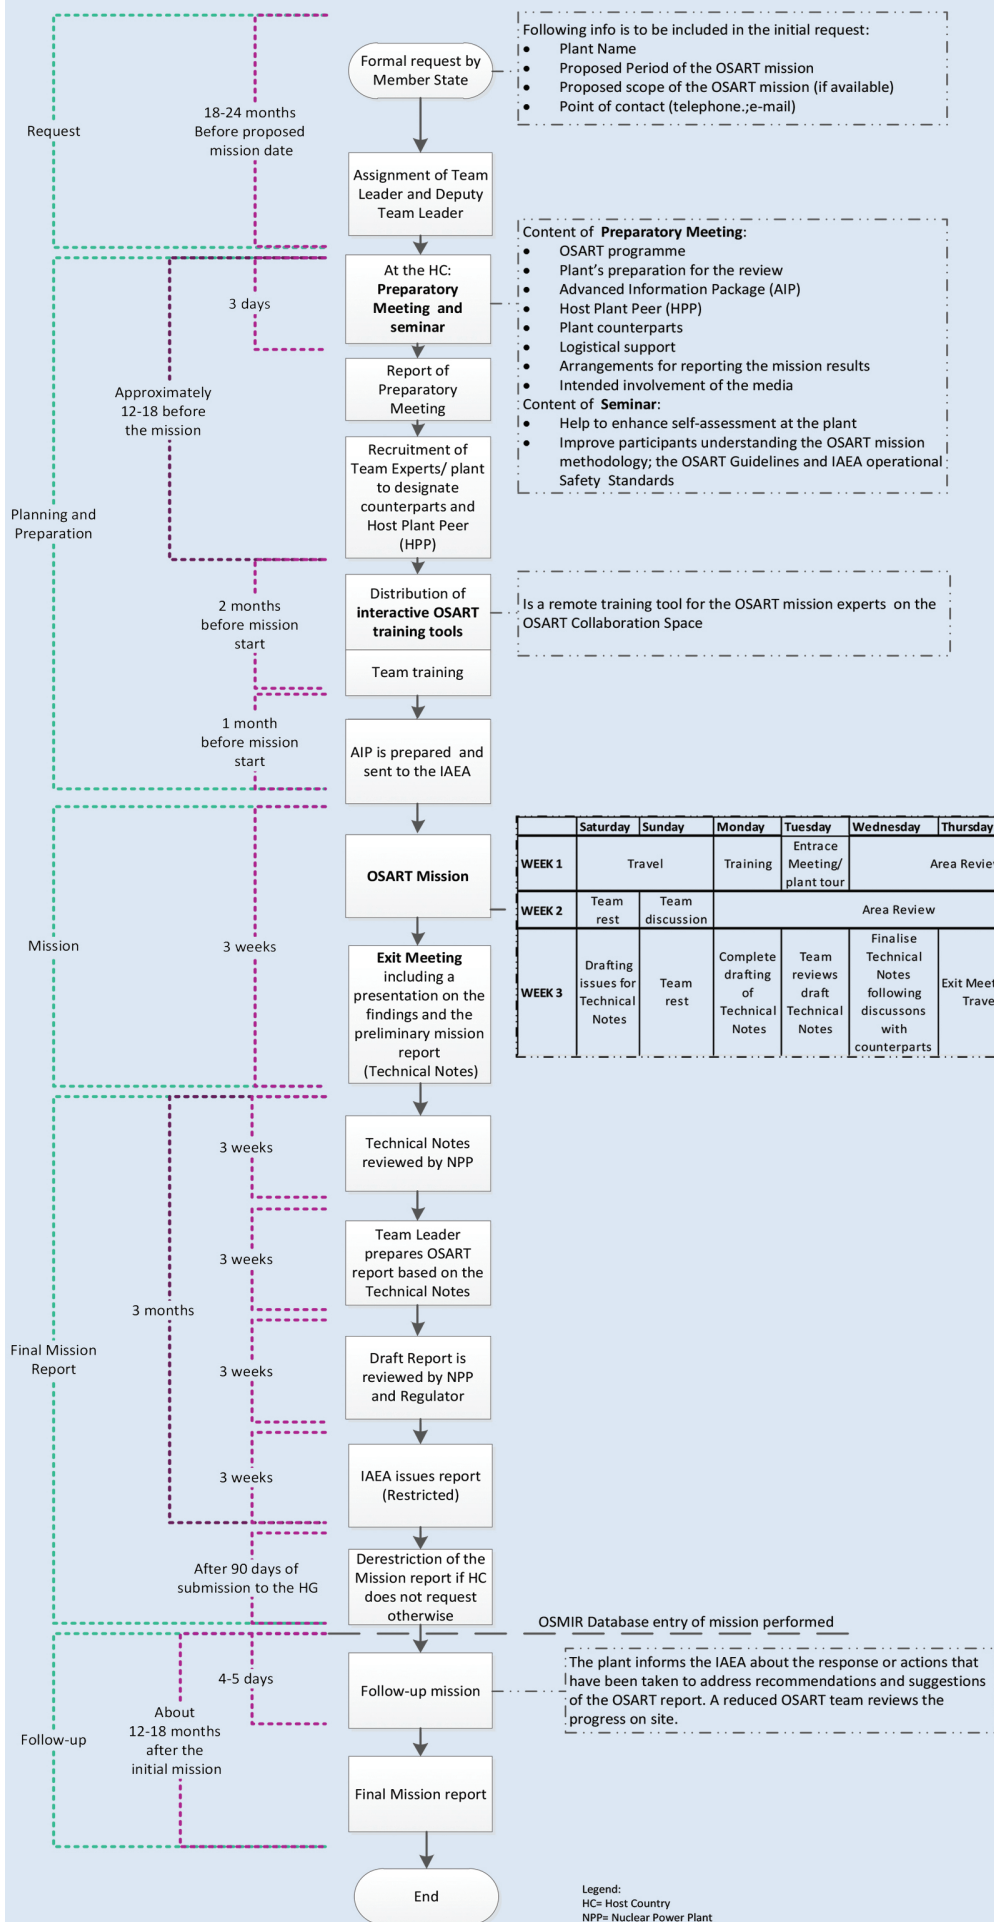 Following info is to be included in the initial request:
• Plant Name
• Proposed Period of the OSART mission
• Proposed scope of the OSART mission (if available)
• Point of contact (telephone.;e-mail)
Formal request by
Member State
Request
18-24 months
Before proposed
mission date
Assignment of Team
Leader and Deputy
Team Leader
Content of Preparatory Meeting:
• OSART programme
• Plant's preparation for the review
• Advanced Information Package (AIP)
• Host Plant Peer (HPP)
• Plant counterparts
• Logistical support
• Arrangements for reporting the mission results
• Intended involvement of the media
Content of Seminar:
• Help to enhance self-assessment at the plant
• Improve participants understanding the OSART mission
methodology; the OSART Guidelines and IAEA operational
Safety Standards
At the HC:
Preparatory
Meeting and
seminar
3 days
Report of
Preparatory
Meeting
Approximately
12-18 before
the mission
Recruitment of
Team Experts/ plant
to designate
counterparts and
Host Plant Peer
(HPP)
Planning and
Preparation
2 months
before mission
start
Distribution of
interactive OSART
training tools
Is a remote training tool for the OSART mission experts on the
OSART Collaboration Space
Team training
1 month
before mission
start
AIP is prepared and
sent to the IAEA
Saturday Sunday Monday Tuesday Wednesday Thursday
WEEK 1
Travel
Training
Entrace
Meeting/
plant tour
WEEK 2
Team
rest
Team
discussion
Area Review
WEEK 3
Drafting
issues for
Technical
Notes
Team
rest
Complete
drafting
of
Technical
Notes
Team
reviews
draft
Technical
Notes
Finalise
Technical
Notes
following
discussons
with
counterparts
OSART Mission
Mission
3 weeks
Exit Meeting
including a
presentation on the
findings and the
preliminary mission
report
(Technical Notes)
3 weeks
Technical Notes
reviewed by NPP
3 weeks
Team Leader
prepares OSART
report based on the
Technical Notes
3 months
Final Mission
Report
3 weeks
Draft Report is
reviewed by NPP
and Regulator
3 weeks
IAEA issues report
(Restricted)
After 90 days of
submission to the HG
Derestriction of the
Mission report if HC
does not request
otherwise
OSMIR Database entry of mission performed
4-5 days
Follow-up mission
The plant informs the IAEA about the response or actions that
have been taken to address recommendations and suggestions
of the OSART report. A reduced OSART team reviews the
progress on site.
Follow-up
About
12-18 months
after the
initial mission
Final Mission report
End
Legend:
HC= Host Country
NPP= Nuclear Power Plant